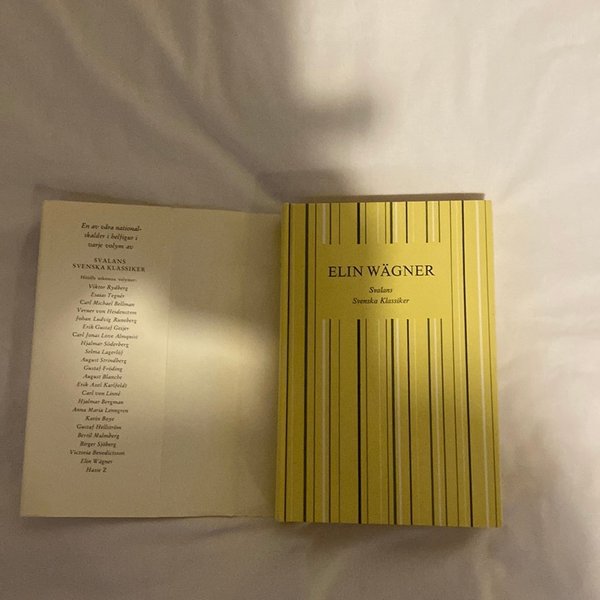 En av våra national-
skalder i helfigur i
varje volym av
SVALANS
SVENSKA KLASSIKER
Hittills utkomna volymer:
Viktor Rydberg
Esaias Tegnér
Carl Michael Bellman
Verner von Heidenstam
Johan Ludvig Runeberg
Erik Gustaf Geijer
Carl Jonas Love Almquist
Hjalmar Söderberg
Selma Lagerlöf
August Strindberg
Gustaf Fröding
August Blanche
Erik Axel Karlfeldt
Carl von Linné
Hjalmar Bergman
Anna Maria Lenngren
Karin Boye
Gustaf Hellström
Bertil Malmberg
Birger Sjöberg
Victoria Benedictsson
Elin Wägner
Hasse Z
ELIN WÄGNER
Svalans
Svenska Klassiker